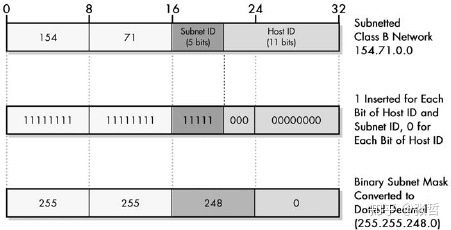 0 8 16 24 32
154 71 Subnet ID (5 bits) Host ID (11 bits)
Subnetted
Class B Network
154.71.0.0
11111111 11111111 11111 000 00000000
1 Inserted for Each
Bit of Host ID and
Subnet ID, 0 for
Each Bit of Host ID
255 255 248 0
Binary Subnet Mask
Converted to
Dotted Decimal
(255.255.248.0)